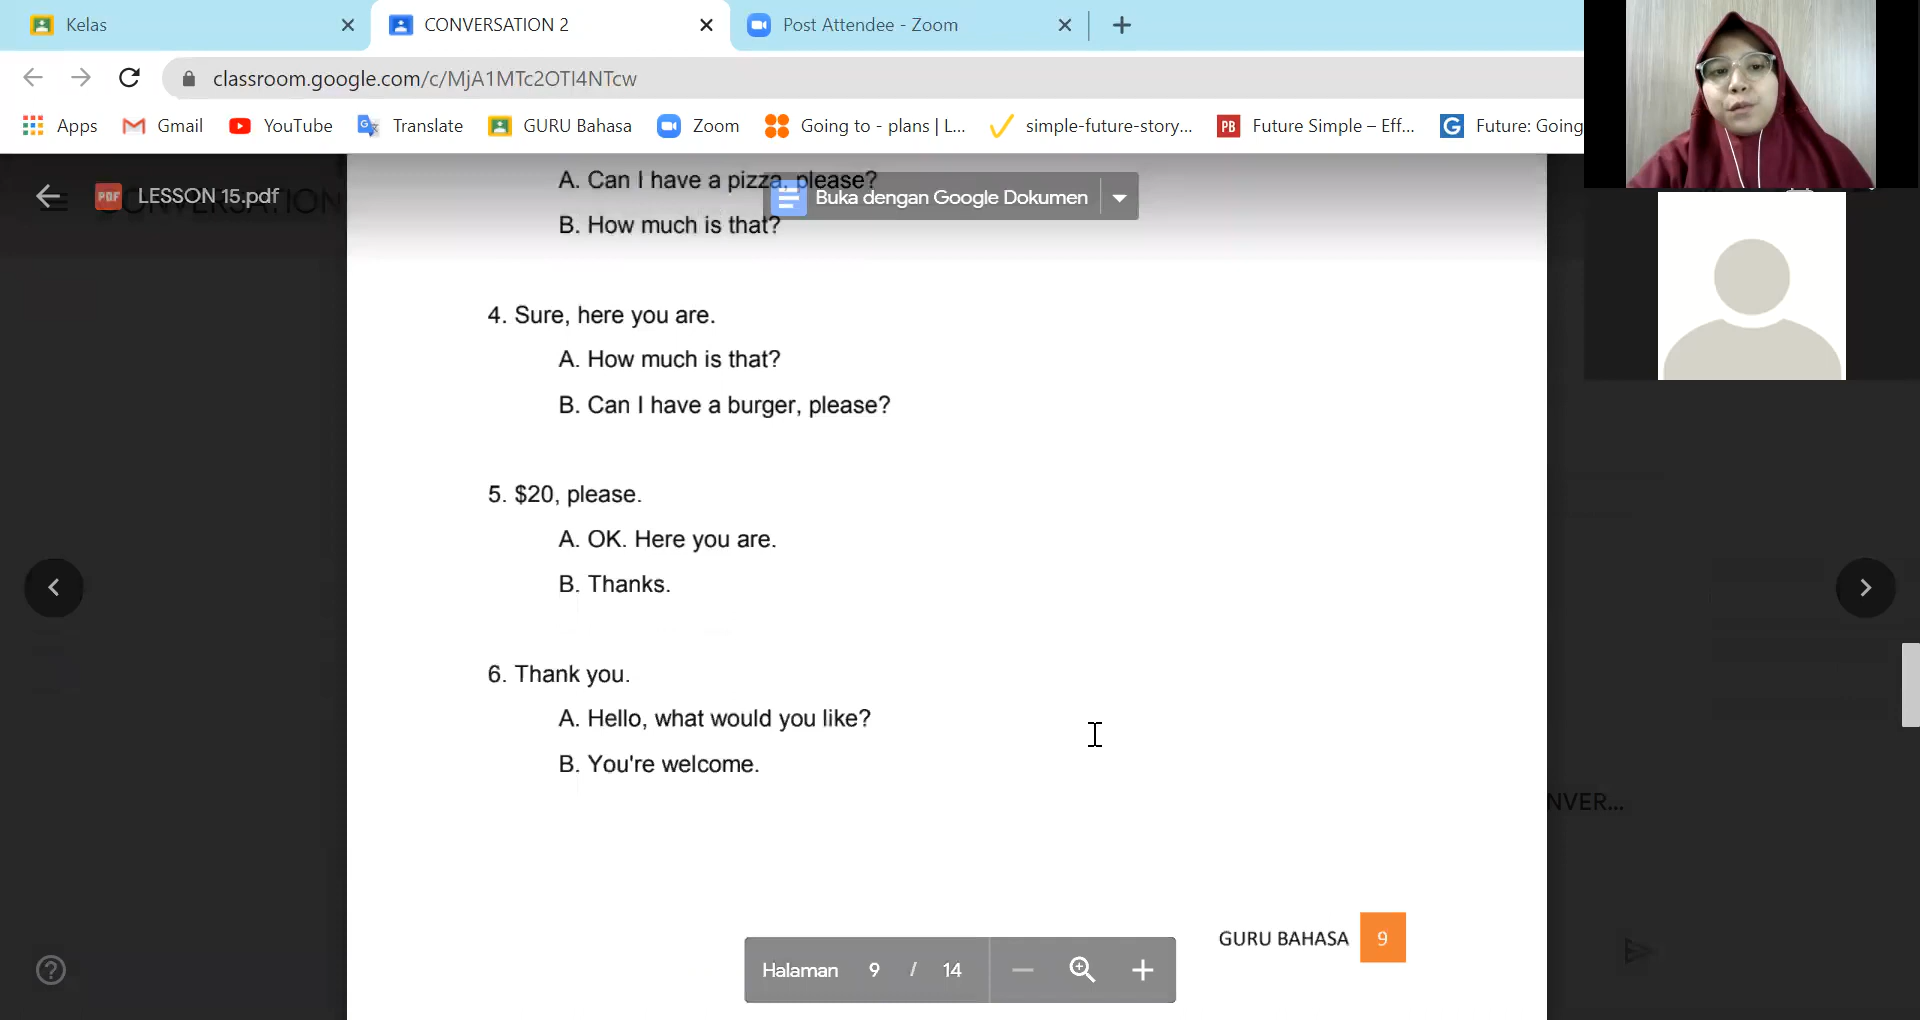 Kelas
CONVERSATION 2
Post Attendee - Zoom
classroom.google.com/c/MjA1MTc2OTI4NTcw
Apps
Gmail
YouTube
Translate
GURU Bahasa
Zoom
Going to - plans | L...
simple-future-story...
PB Future Simple – Eff...
G Future: Going
PDF LESSON 15.pdf
CONVERSATION
A. Can I have a pizza, please?
Buka dengan Google Dokumen
B. How much is that?
4. Sure, here you are.
A. How much is that?
B. Can I have a burger, please?
5. $20, please.
A. OK. Here you are.
B. Thanks.
6. Thank you.
A. Hello, what would you like?
B. You're welcome.
NVER...
GURU BAHASA 9
Halaman 9 / 14